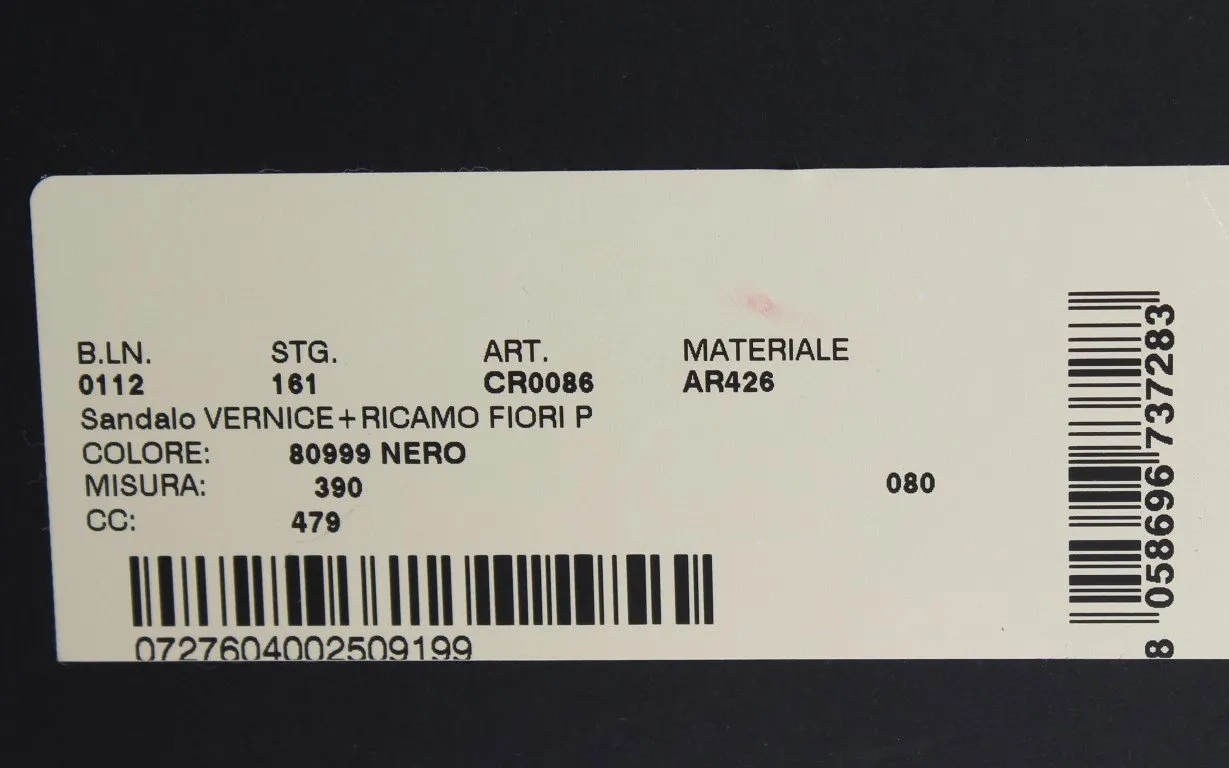 B.LN. STG. ART. MATERIALE
0112 161 CR0086 AR426
Sandalo VERNICE+RICAMO FIORI P
COLORE: 80999 NERO
MISURA: 390 080
CC: 479
0727604002509199
8 058696 737283